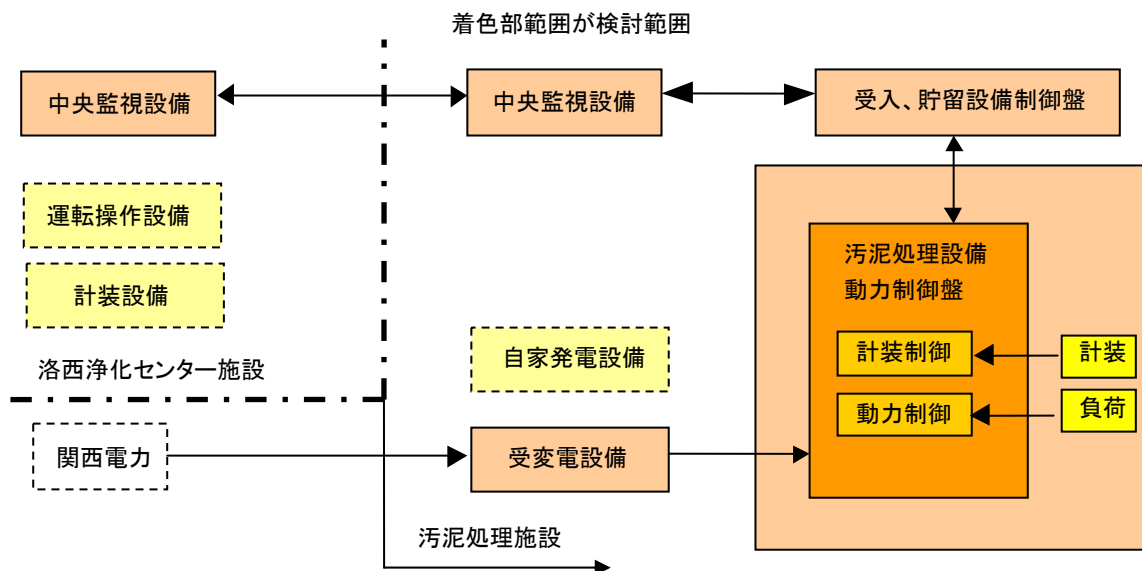 着色部範囲が検討範囲
中央監視設備
中央監視設備
受入、貯留設備制御盤
運転操作設備
計装設備
洛西浄化センター施設
自家発電設備
汚泥処理設備
動力制御盤
計装制御
計装
動力制御
負荷
関西電力
受変電設備
汚泥処理施設